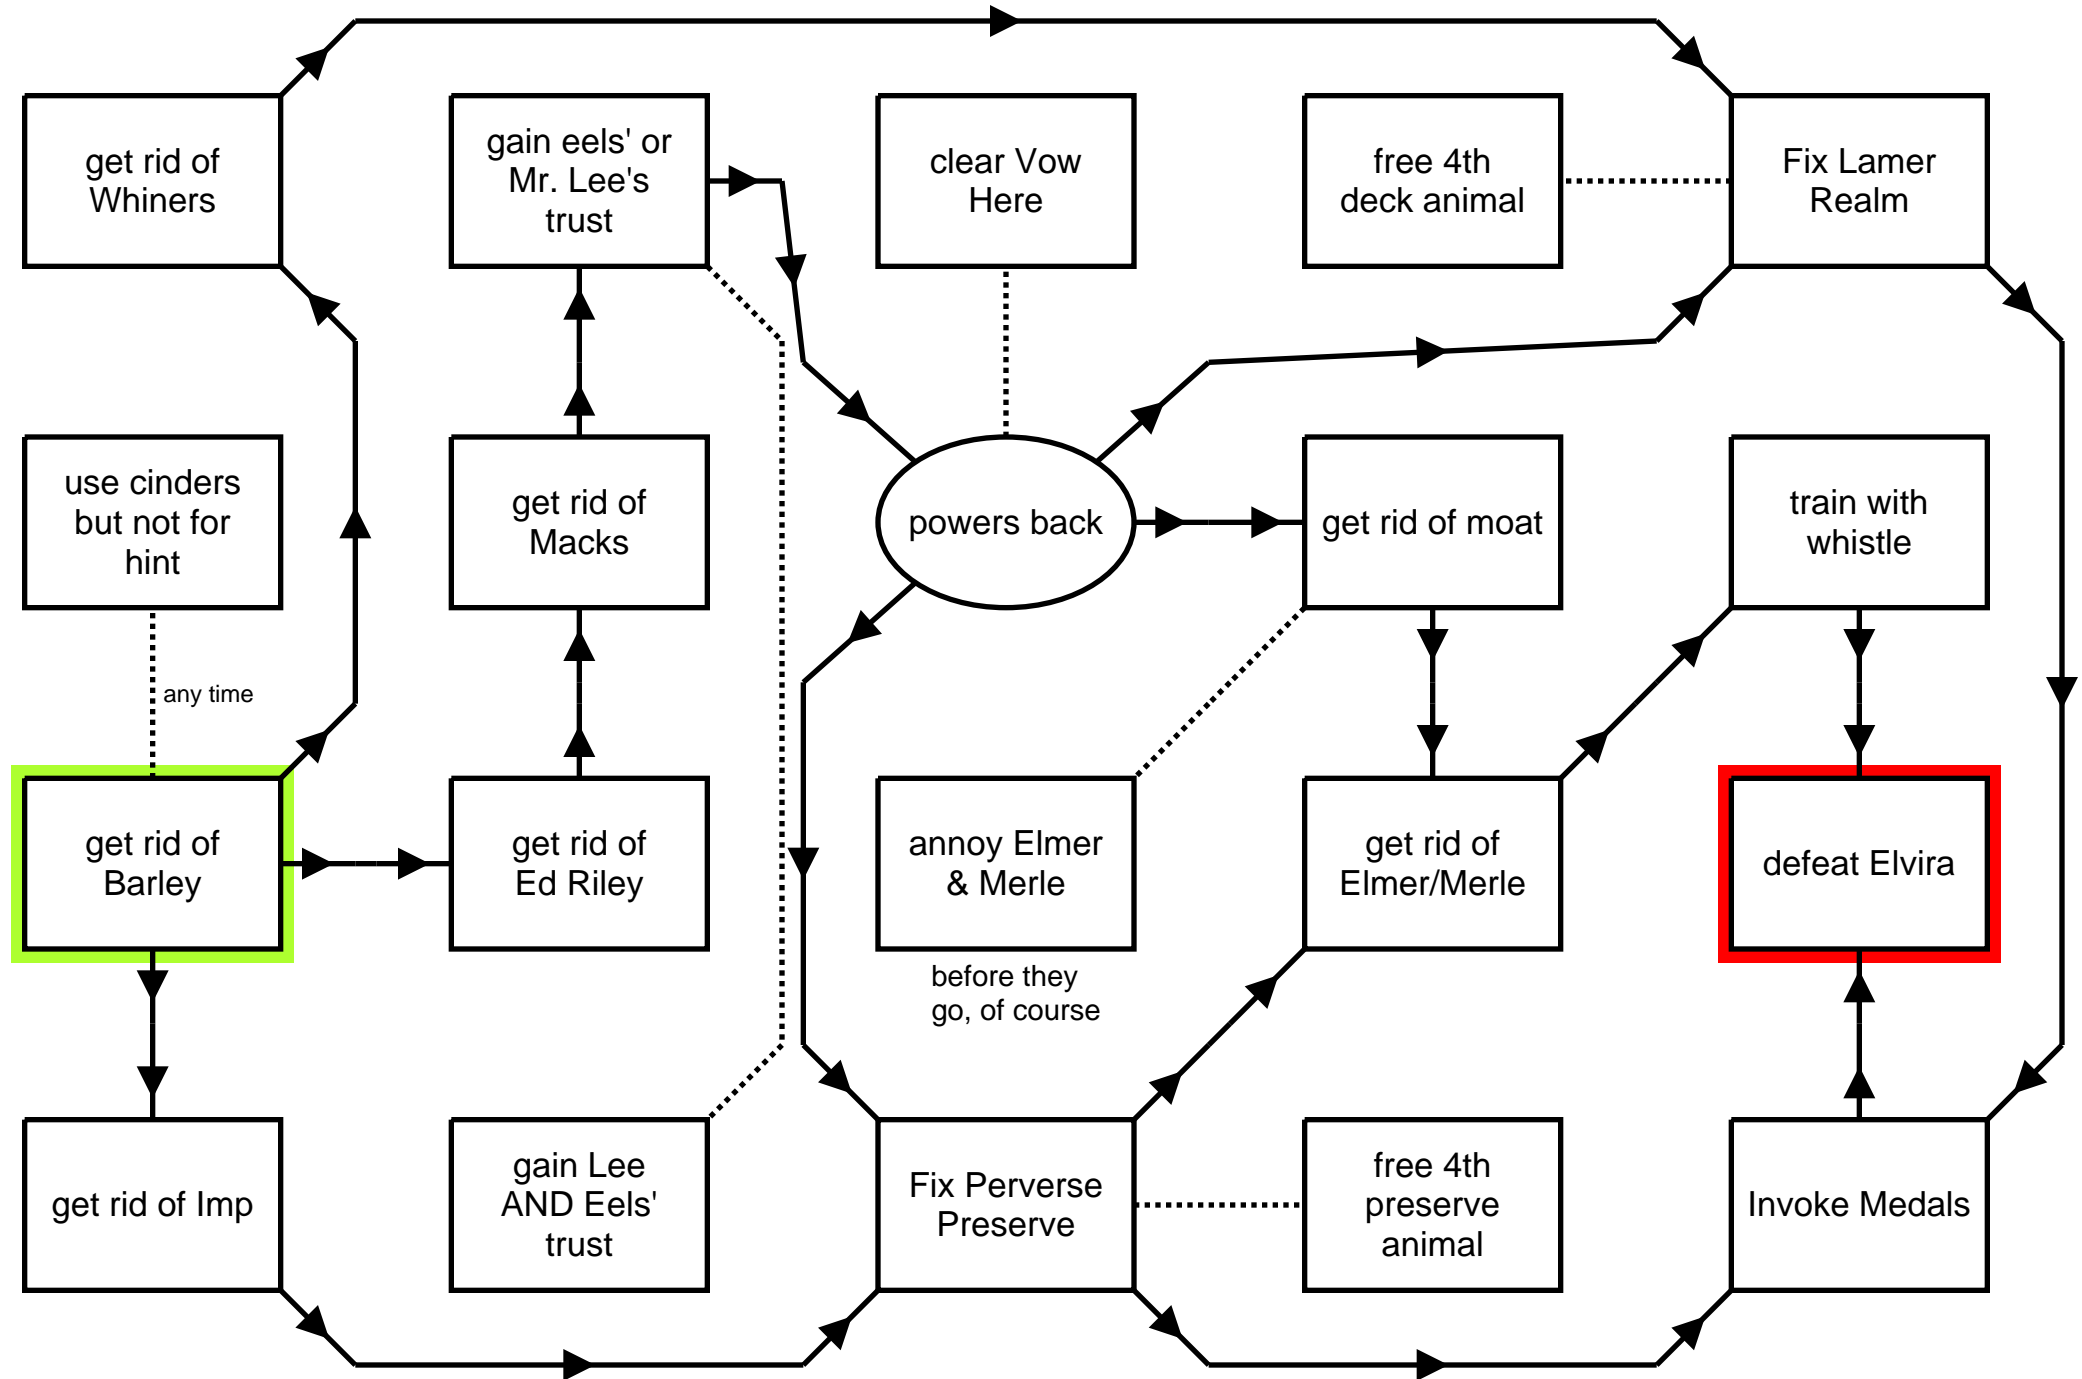 get rid of
Whiners
gain eels' or
Mr. Lee's
trust
clear Vow
Here
free 4th
deck animal
Fix Lamer
Realm
use cinders
but not for
hint
get rid of
Macks
powers back
get rid of moat
train with
whistle
any time
get rid of
Barley
get rid of
Ed Riley
annoy Elmer
& Merle
get rid of
Elmer/Merle
defeat Elvira
before they
go, of course
get rid of Imp
gain Lee
AND Eels'
trust
Fix Perverse
Preserve
free 4th
preserve
animal
Invoke Medals